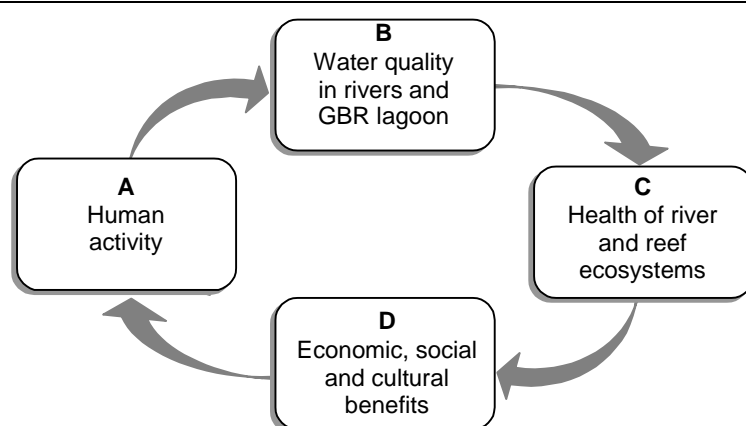 B
Water quality
in rivers and
GBR lagoon
A
Human
activity
C
Health of river
and reef
ecosystems
D
Economic, social
and cultural
benefits